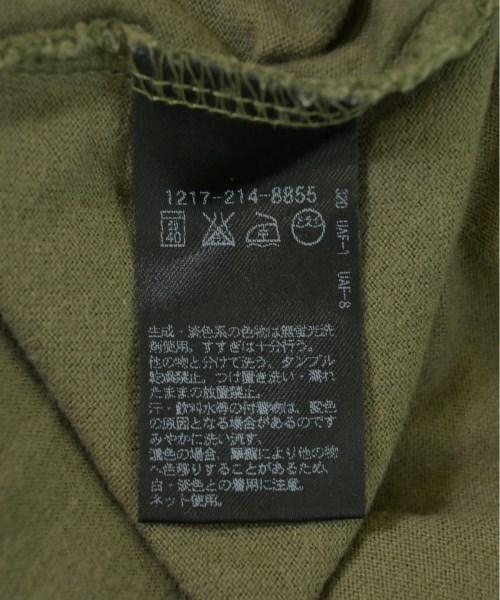 1217-214-8855
320 UAF-1 UAF-8
40 中 ドライ
生成・淡色系の色物は無蛍光洗
剤使用。すすぎは十分行う。
他の物と分けて洗う。タンブル
乾燥禁止。つけ置き洗い・濡れ
たままの放置禁止。
汗・飲料水等の付着物は、変色
の原因となる場合があるのです
みやかに洗い流す。
濃色の場合、摩擦により他の物
へ色移りすることがあるため、
白・淡色との着用に注意。
ネット使用。